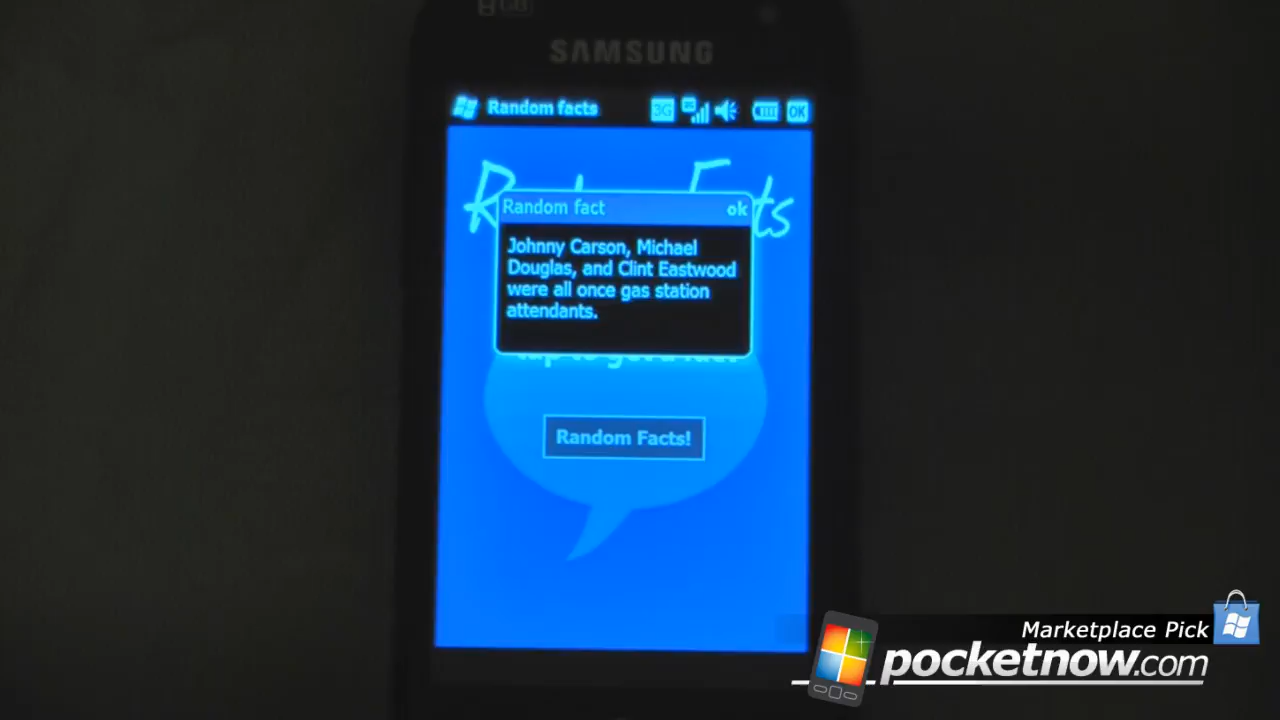 SAMSUNG
Random facts
3G
OK
Random fact
ok
Johnny Carson, Michael
Douglas, and Clint Eastwood
were all once gas station
attendants.
Random Facts!
Marketplace Pick
pocketnow.com